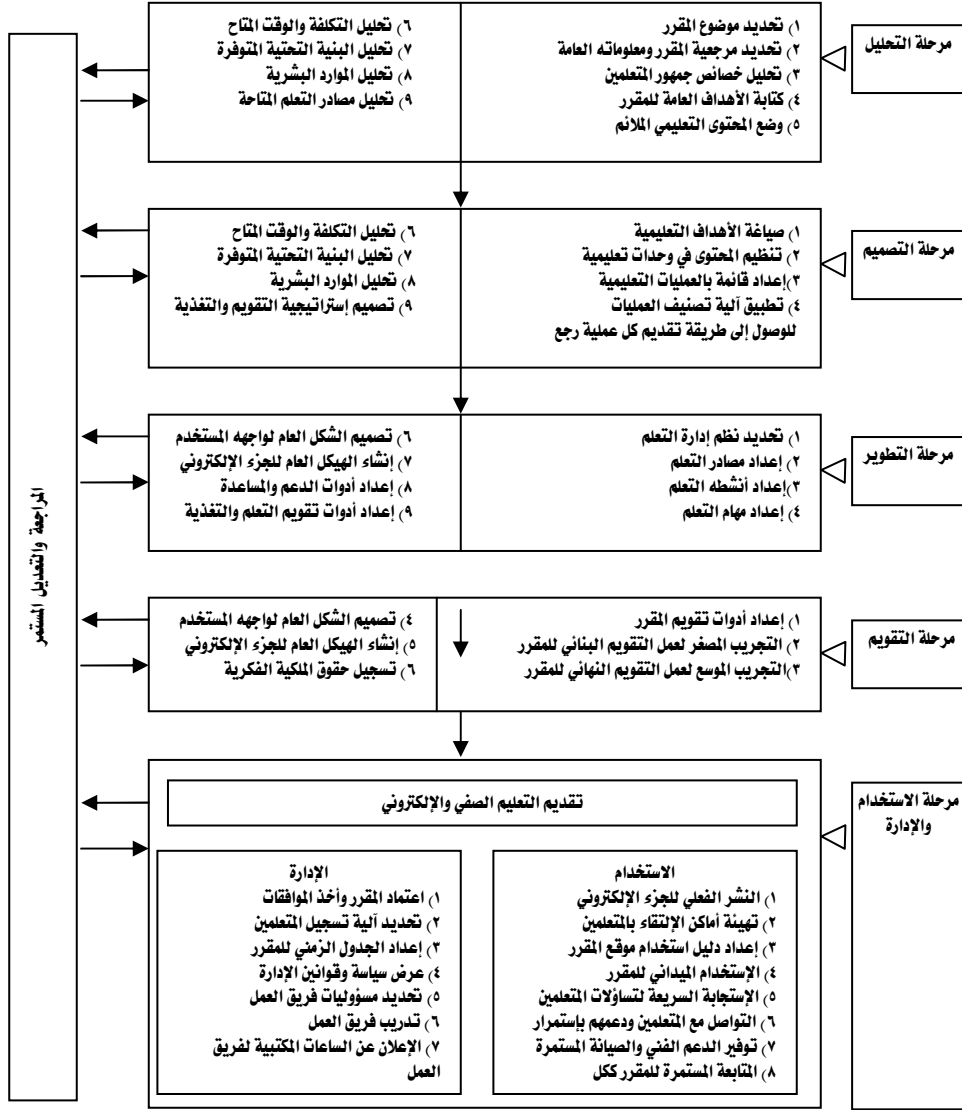 مرحلة التحليل
١) تحديد موضوع المقرر
٢) تحديد مرجعية المقرر ومعلوماته العامة
٣) تحليل خصائص جمهور المتعلمين
٤) كتابة الأهداف العامة للمقرر
٥) وضع المحتوى التعليمي الملائم
٦) تحليل التكلفة والوقت المتاح
٧) تحليل البنية التحتية المتوفرة
٨) تحليل الموارد البشرية
٩) تحليل مصادر التعلم المتاحة
مرحلة التصميم
١) صياغة الأهداف التعليمية
٢) تنظيم المحتوى في وحدات تعليمية
٣)إعداد قائمة بالعمليات التعليمية
٤) تطبيق آلية تصنيف العمليات
للوصول إلى طريقة تقديم كل عملية رجع
٦) تحليل التكلفة والوقت المتاح
٧) تحليل البنية التحتية المتوفرة
٨) تحليل الموارد البشرية
٩) تصميم إستراتيجية التقويم والتغذية
مرحلة التطوير
١) تحديد نظم إدارة التعلم
٢) إعداد مصادر التعلم
٣)إعداد أنشطه التعلم
٤) إعداد مهام التعلم
٦) تصميم الشكل العام لواجهه المستخدم
٧) إنشاء الهيكل العام للجزء الإلكتروني
٨) إعداد أدوات الدعم والمساعدة
٩) إعداد أدوات تقويم التعلم والتغذية
مرحلة التقويم
١) إعداد أدوات تقويم المقرر
٢) التجريب المصغر لعمل التقويم البنائي للمقرر
٣)التجريب الموسع لعمل التقويم النهائي للمقرر
٤) تصميم الشكل العام لواجهه المستخدم
٥) إنشاء الهيكل العام للجزء الإلكتروني
٦) تسجيل حقوق الملكية الفكرية
مرحلة الاستخدام
والإدارة
تقديم التعليم الصفي والإلكتروني
الاستخدام
١) النشر الفعلي للجزء الإلكتروني
٢) تهيئة أماكن الإلتقاء بالمتعلمين
٣) إعداد دليل استخدام موقع المقرر
٤) الإستخدام الميداني للمقرر
٥) الإستجابة السريعة لتساؤلات المتعلمين
٦) التواصل مع المتعلمين ودعمهم بإستمرار
٧) توفير الدعم الفني والصيانة المستمرة
٨) المتابعة المستمرة للمقرر ككل
الإدارة
١) اعتماد المقرر وأخذ الموافقات
٢) تحديد آلية تسجيل المتعلمين
٣) إعداد الجدول الزمني للمقرر
٤) عرض سياسة وقوانين الإدارة
٥) تحديد مسؤوليات فريق العمل
٦) تدريب فريق العمل
٧) الإعلان عن الساعات المكتبية لفريق
العمل
المراجعة والتعديل المستمر